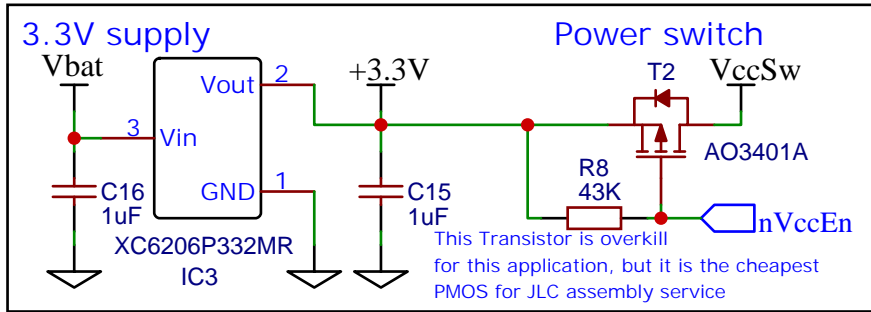 3.3V supply
Power switch
Vbat
+3.3V
T2
VccSw
Vout
2
3
Vin
AO3401A
C16
1uF
GND
1
C15
1uF
R8
43K
nVccEn
XC6206P332MR
IC3
This Transistor is overkill
for this application, but it is the cheapest
PMOS for JLC assembly service